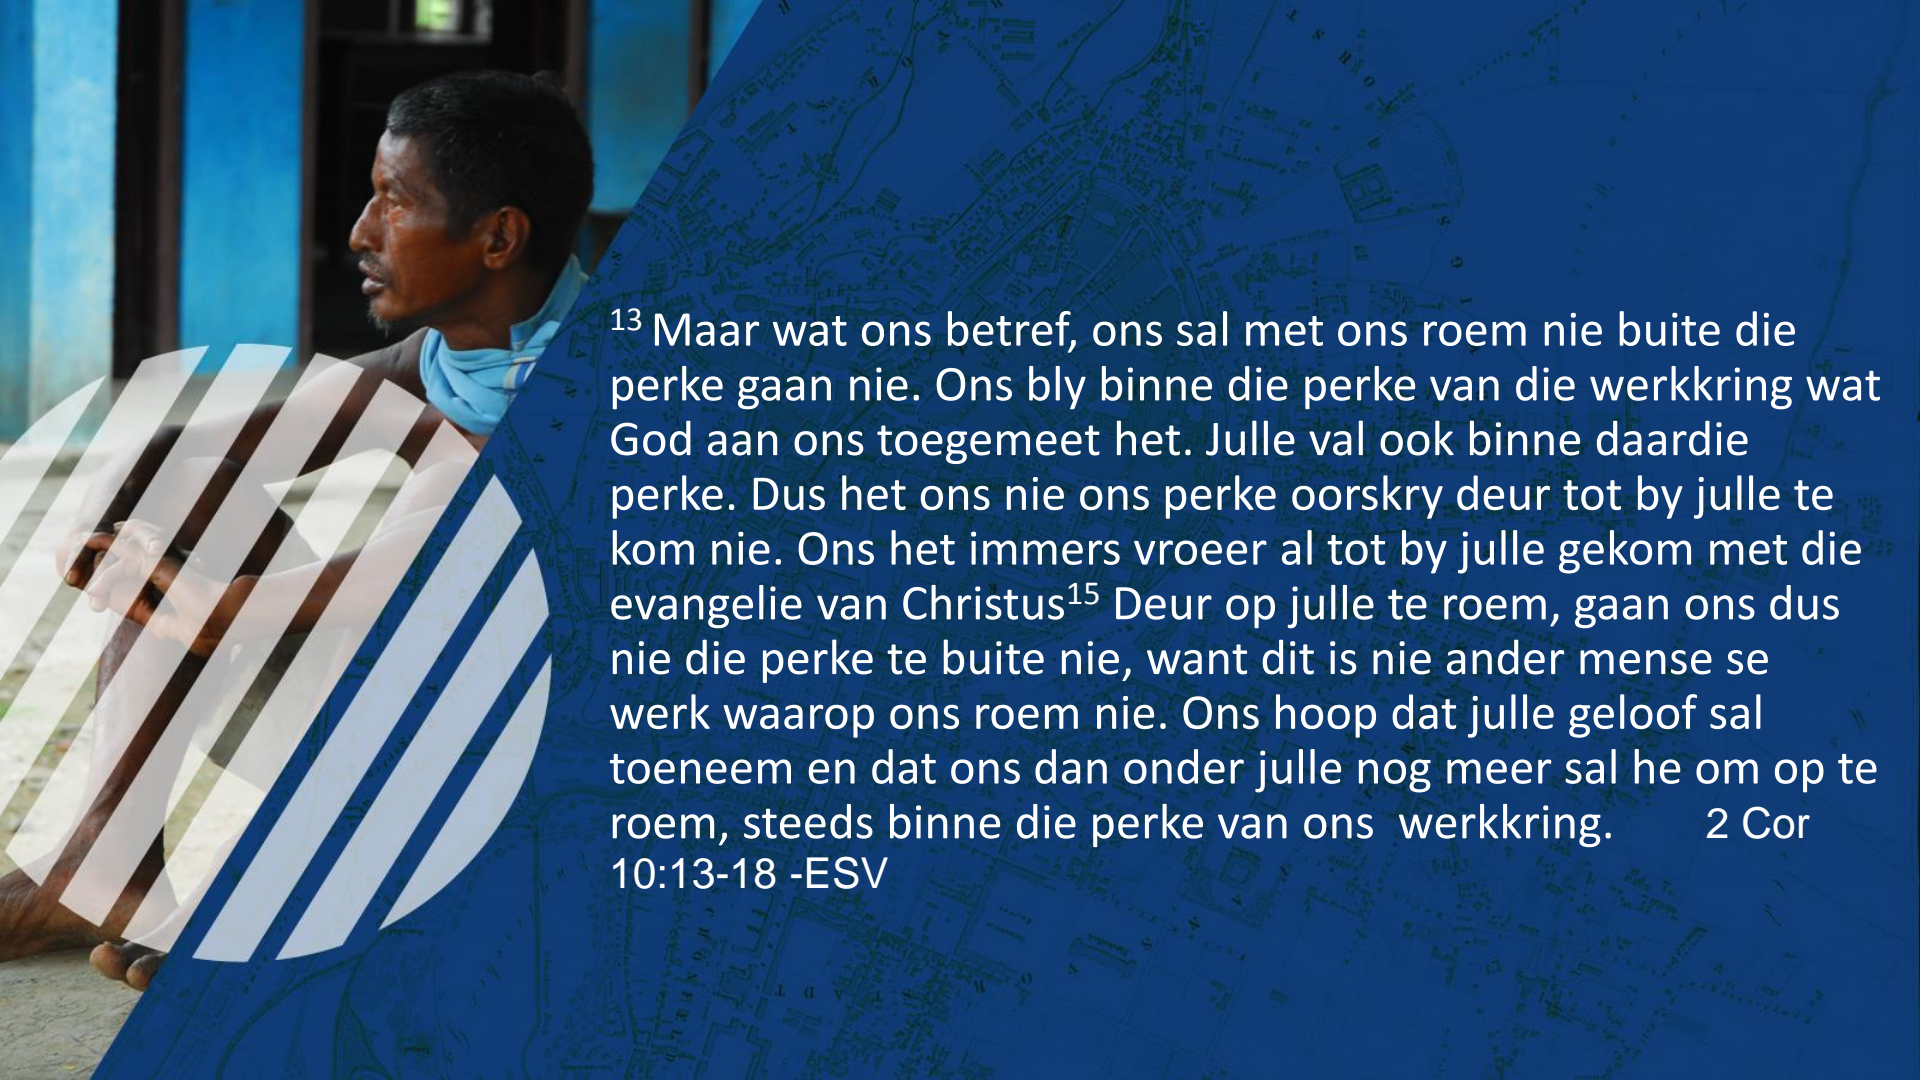 13 Maar wat ons betref, ons sal met ons roem nie buite die
perke gaan nie. Ons bly binne die perke van die werkkring wat
God aan ons toegemeet het. Julle val ook binne daardie
perke. Dus het ons nie ons perke oorskry deur tot by julle te
kom nie. Ons het immers vroeer al tot by julle gekom met die
evangelie van Christus15 Deur op julle te roem, gaan ons dus
nie die perke te buite nie, want dit is nie ander mense se
werk waarop ons roem nie. Ons hoop dat julle geloof sal
toeneem en dat ons dan onder julle nog meer sal he om op te
roem, steeds binne die perke van ons werkkring. 2 Cor
10:13-18 -ESV